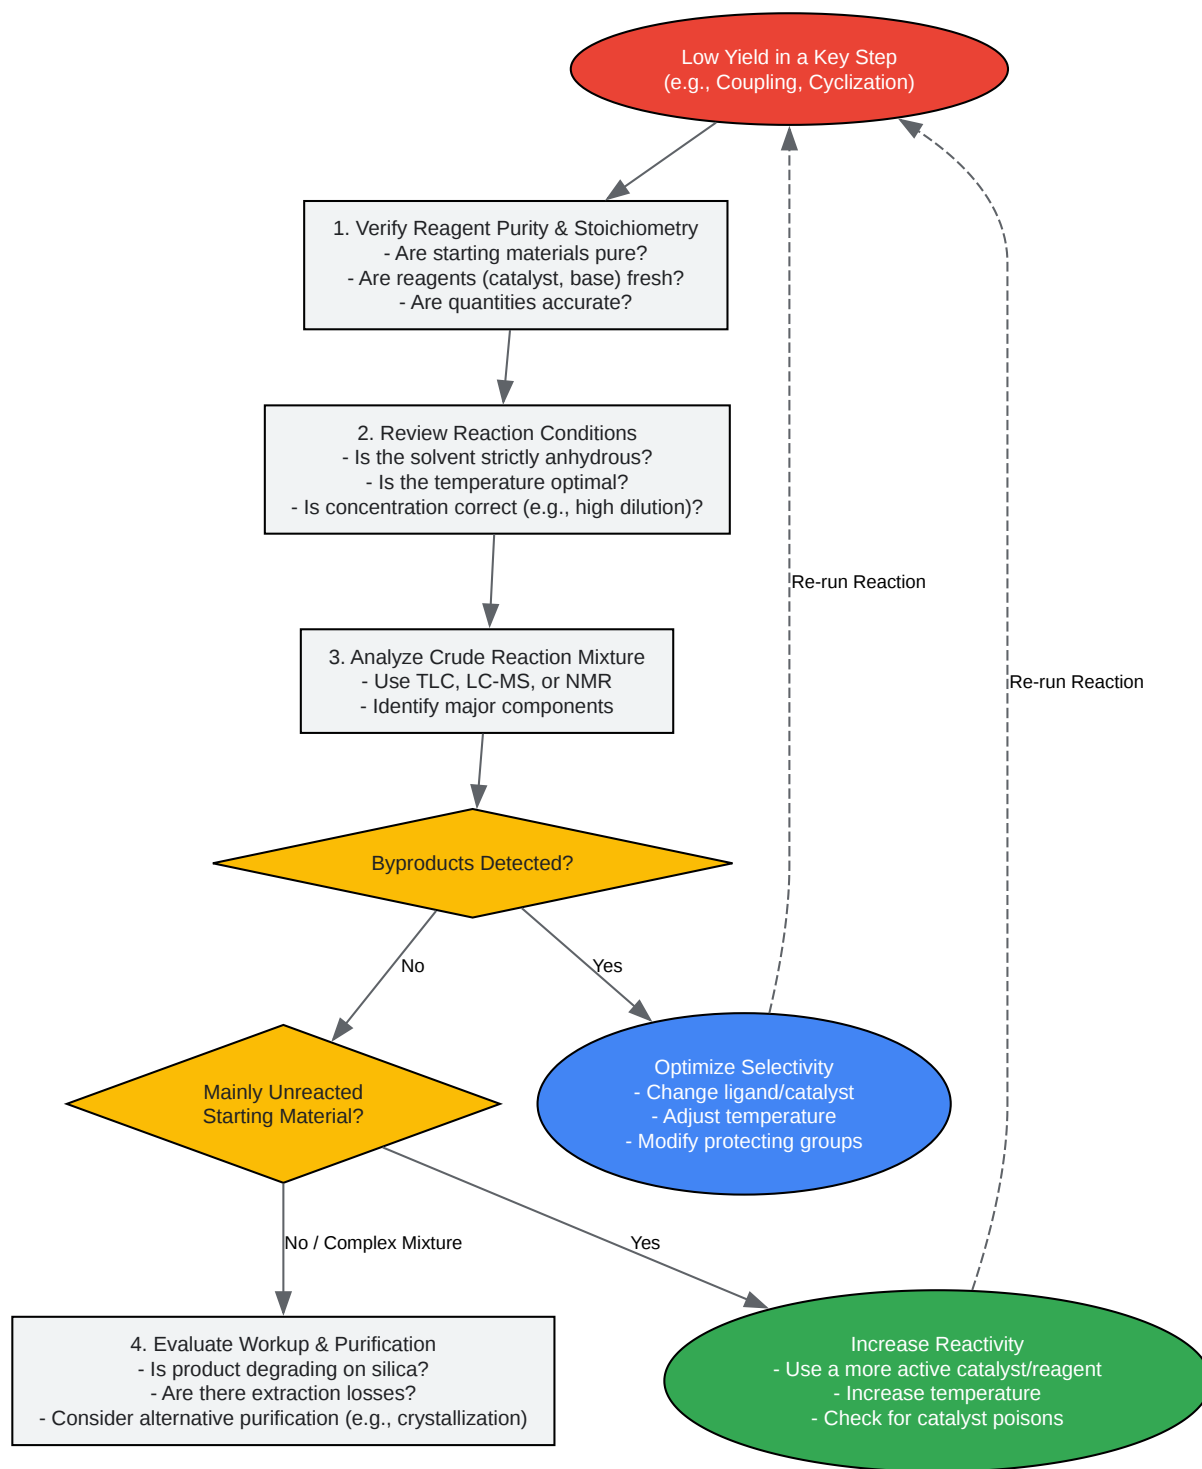 Low Yield in a Key Step
(e.g., Coupling, Cyclization)
1. Verify Reagent Purity & Stoichiometry
- Are starting materials pure?
- Are reagents (catalyst, base) fresh?
- Are quantities accurate?
2. Review Reaction Conditions
- Is the solvent strictly anhydrous?
- Is the temperature optimal?
- Is concentration correct (e.g., high dilution)?
Re-run Reaction
3. Analyze Crude Reaction Mixture
- Use TLC, LC-MS, or NMR
- Identify major components
Re-run Reaction
Byproducts Detected?
No
Yes
Mainly Unreacted
Starting Material?
Optimize Selectivity
- Change ligand/catalyst
- Adjust temperature
- Modify protecting groups
No / Complex Mixture
Yes
4. Evaluate Workup & Purification
- Is product degrading on silica?
- Are there extraction losses?
- Consider alternative purification (e.g., crystallization)
Increase Reactivity
- Use a more active catalyst/reagent
- Increase temperature
- Check for catalyst poisons